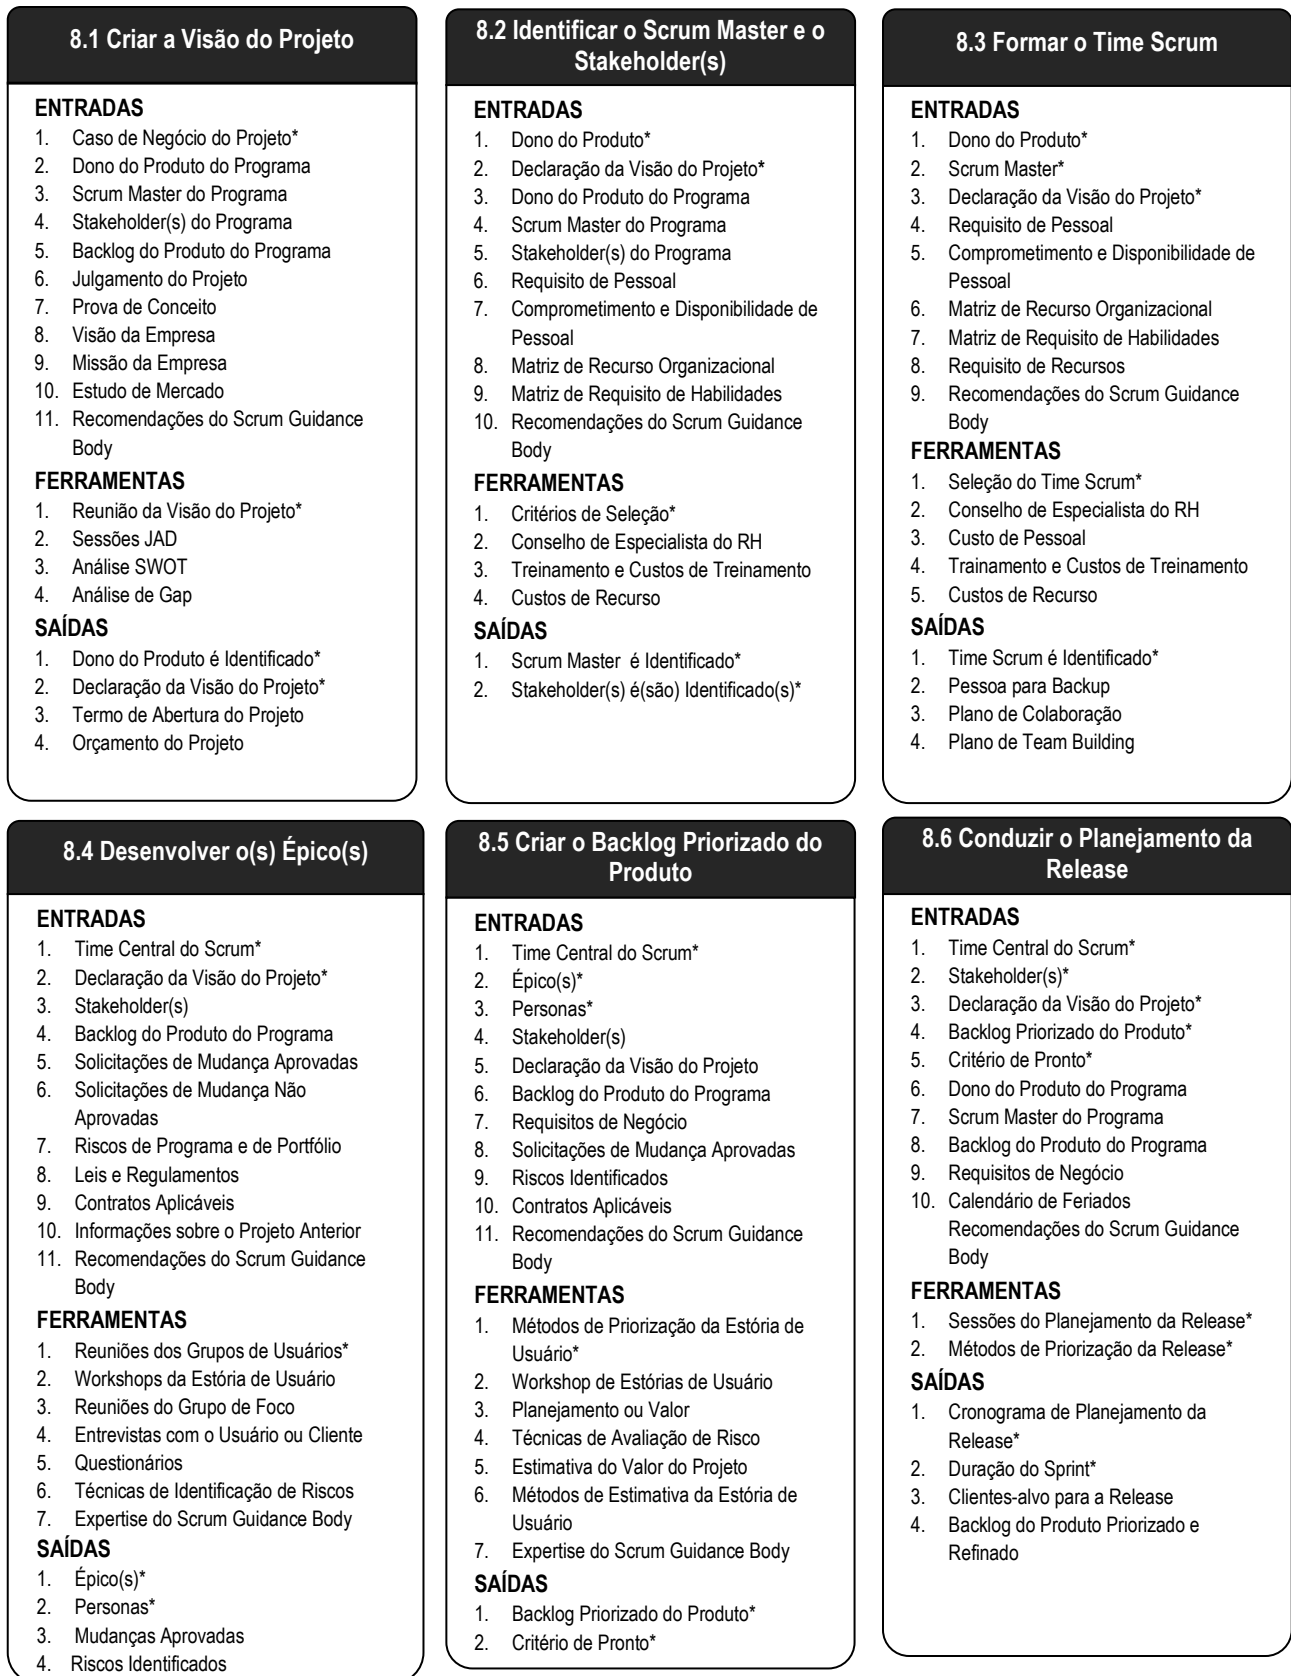 8.1 Criar a Visão do Projeto
ENTRADAS
1. Caso de Negócio do Projeto*
2. Dono do Produto do Programa
3. Scrum Master do Programa
4. Stakeholder(s) do Programa
5. Backlog do Produto do Programa
6. Julgamento do Projeto
7. Prova de Conceito
8. Visão da Empresa
9. Missão da Empresa
10. Estudo de Mercado
11. Recomendações do Scrum Guidance
Body
FERRAMENTAS
1. Reunião da Visão do Projeto*
2. Sessões JAD
3. Análise SWOT
4. Análise de Gap
SAÍDAS
1. Dono do Produto é Identificado*
2. Declaração da Visão do Projeto*
3. Termo de Abertura do Projeto
4. Orçamento do Projeto
8.2 Identificar o Scrum Master e o
Stakeholder(s)
ENTRADAS
1. Dono do Produto*
2. Declaração da Visão do Projeto*
3. Dono do Produto do Programa
4. Scrum Master do Programa
5. Stakeholder(s) do Programa
6. Requisito de Pessoal
7. Comprometimento e Disponibilidade de
Pessoal
8. Matriz de Recurso Organizacional
9. Matriz de Requisito de Habilidades
10. Recomendações do Scrum Guidance
Body
FERRAMENTAS
1. Critérios de Seleção*
2. Conselho de Especialista do RH
3. Treinamento e Custos de Treinamento
4. Custos de Recurso
SAÍDAS
1. Scrum Master é Identificado*
2. Stakeholder(s) é(são) Identificado(s)*
8.3 Formar o Time Scrum
ENTRADAS
1. Dono do Produto*
2. Scrum Master*
3. Declaração da Visão do Projeto*
4. Requisito de Pessoal
5. Comprometimento e Disponibilidade de
Pessoal
6. Matriz de Recurso Organizacional
7. Matriz de Requisito de Habilidades
8. Requisito de Recursos
9. Recomendações do Scrum Guidance
Body
FERRAMENTAS
1. Seleção do Time Scrum*
2. Conselho de Especialista do RH
3. Custo de Pessoal
4. Trainamento e Custos de Treinamento
5. Custos de Recurso
SAÍDAS
1. Time Scrum é Identificado*
2. Pessoa para Backup
3. Plano de Colaboração
4. Plano de Team Building
8.4 Desenvolver o(s) Épico(s)
ENTRADAS
1. Time Central do Scrum*
2. Declaração da Visão do Projeto*
3. Stakeholder(s)
4. Backlog do Produto do Programa
5. Solicitações de Mudança Aprovadas
6. Solicitações de Mudança Não
Aprovadas
7. Riscos de Programa e de Portfólio
8. Leis e Regulamentos
9. Contratos Aplicáveis
10. Informações sobre o Projeto Anterior
11. Recomendações do Scrum Guidance
Body
FERRAMENTAS
1. Reuniões dos Grupos de Usuários*
2. Workshops da Estória de Usuário
3. Reuniões do Grupo de Foco
4. Entrevistas com o Usuário ou Cliente
5. Questionários
6. Técnicas de Identificação de Riscos
7. Expertise do Scrum Guidance Body
SAÍDAS
1. Épico(s)*
2. Personas*
3. Mudanças Aprovadas
4. Riscos Identificados
8.5 Criar o Backlog Priorizado do
Produto
ENTRADAS
1. Time Central do Scrum*
2. Épico(s)*
3. Personas*
4. Stakeholder(s)
5. Declaração da Visão do Projeto
6. Backlog do Produto do Programa
7. Requisitos de Negócio
8. Solicitações de Mudança Aprovadas
9. Riscos Identificados
10. Contratos Aplicáveis
11. Recomendações do Scrum Guidance
Body
FERRAMENTAS
1. Métodos de Priorização da Estória de
Usuário*
2. Workshop de Estórias de Usuário
3. Planejamento ou Valor
4. Técnicas de Avaliação de Risco
5. Estimativa do Valor do Projeto
6. Métodos de Estimativa da Estória de
Usuário
7. Expertise do Scrum Guidance Body
SAÍDAS
1. Backlog Priorizado do Produto*
2. Critério de Pronto*
8.6 Conduzir o Planejamento da
Release
ENTRADAS
1. Time Central do Scrum*
2. Stakeholder(s)*
3. Declaração da Visão do Projeto*
4. Backlog Priorizado do Produto*
5. Critério de Pronto*
6. Dono do Produto do Programa
7. Scrum Master do Programa
8. Backlog do Produto do Programa
9. Requisitos de Negócio
10. Calendário de Feriados
Recomendações do Scrum Guidance
Body
FERRAMENTAS
1. Sessões do Planejamento da Release*
2. Métodos de Priorização da Release*
SAÍDAS
1. Cronograma de Planejamento da
Release*
2. Duração do Sprint*
3. Clientes-alvo para a Release
4. Backlog do Produto Priorizado e
Refinado